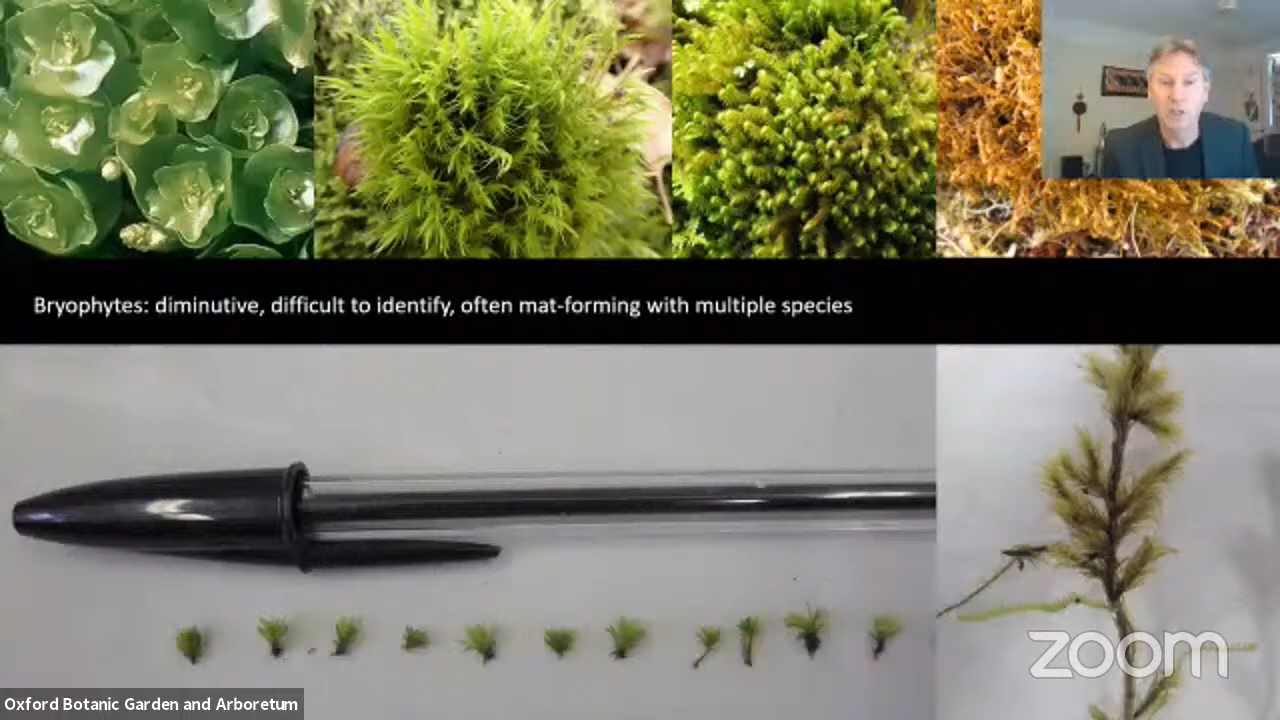 Bryophytes: diminutive, difficult to identify, often mat-forming with multiple species
zoom
Oxford Botanic Garden and Arboretum